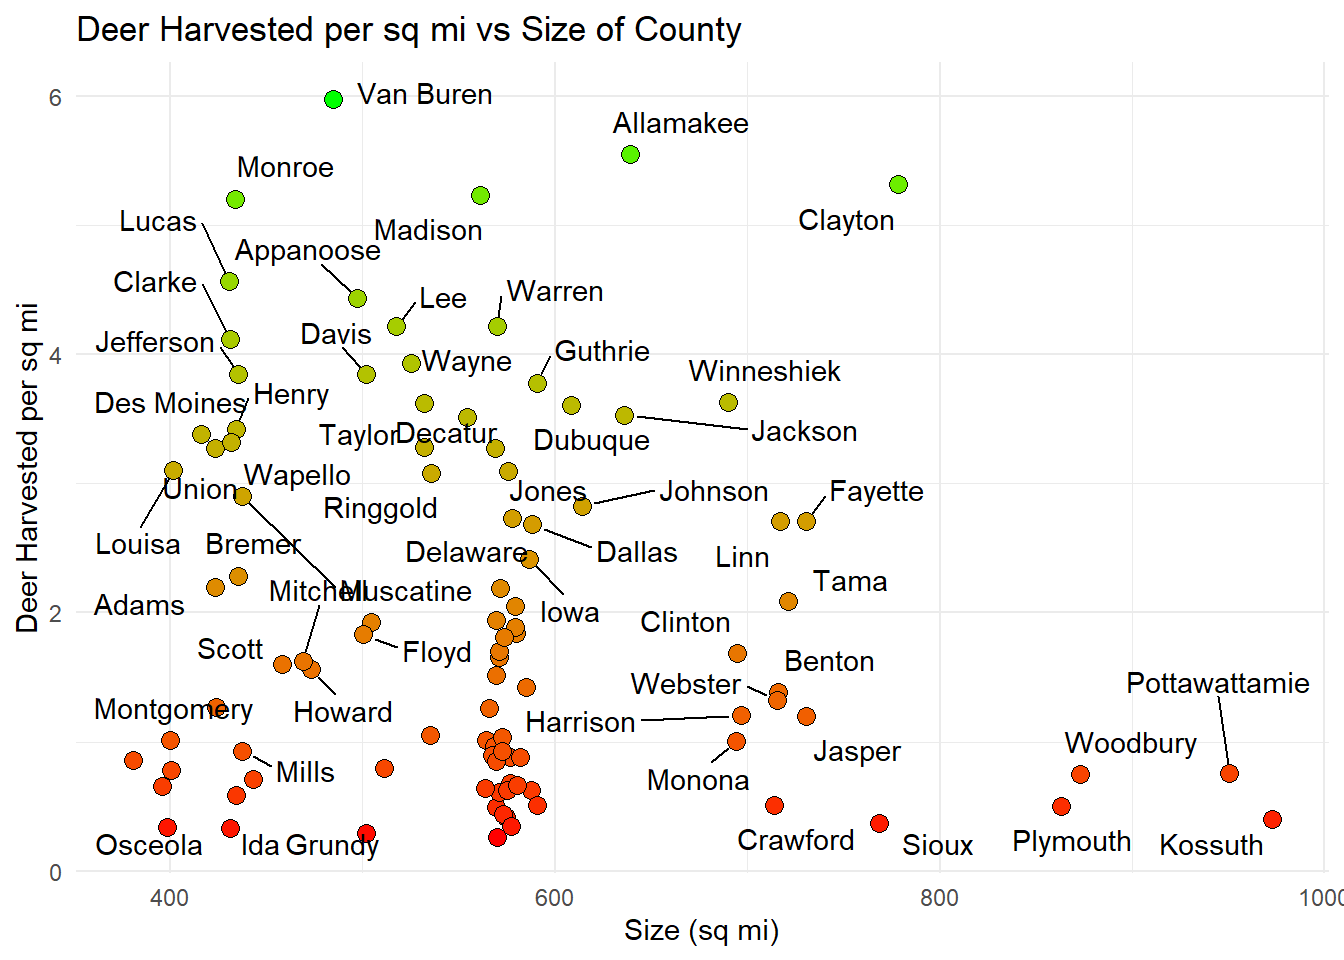 Deer Harvested per sq mi vs Size of County
6
Van Buren
Allamakee
Monroe
Lucas
Madison
Clayton
Appanoose
Clarke
Lee
Warren
Davis
Jefferson
Guthrie
4
Wayne
Winneshiek
Henry
Des Moines
Taylor
Decatur
Dubuque
Jackson
Wapello
Union
Jones
Johnson
Fayette
Ringgold
Louisa
Bremer
Delaware
Dallas
Linn
Mitchell
Muscatine
Tama
Adams
2
Iowa
Clinton
Scott
Floyd
Benton
Webster
Pottawattamie
Montgomery
Howard
Harrison
Woodbury
Jasper
Mills
Monona
Osceola
Ida
Grundy
Crawford
Sioux
Plymouth
Kossuth
0
400
600
800
1000
Size (sq mi)
Deer Harvested per sq mi